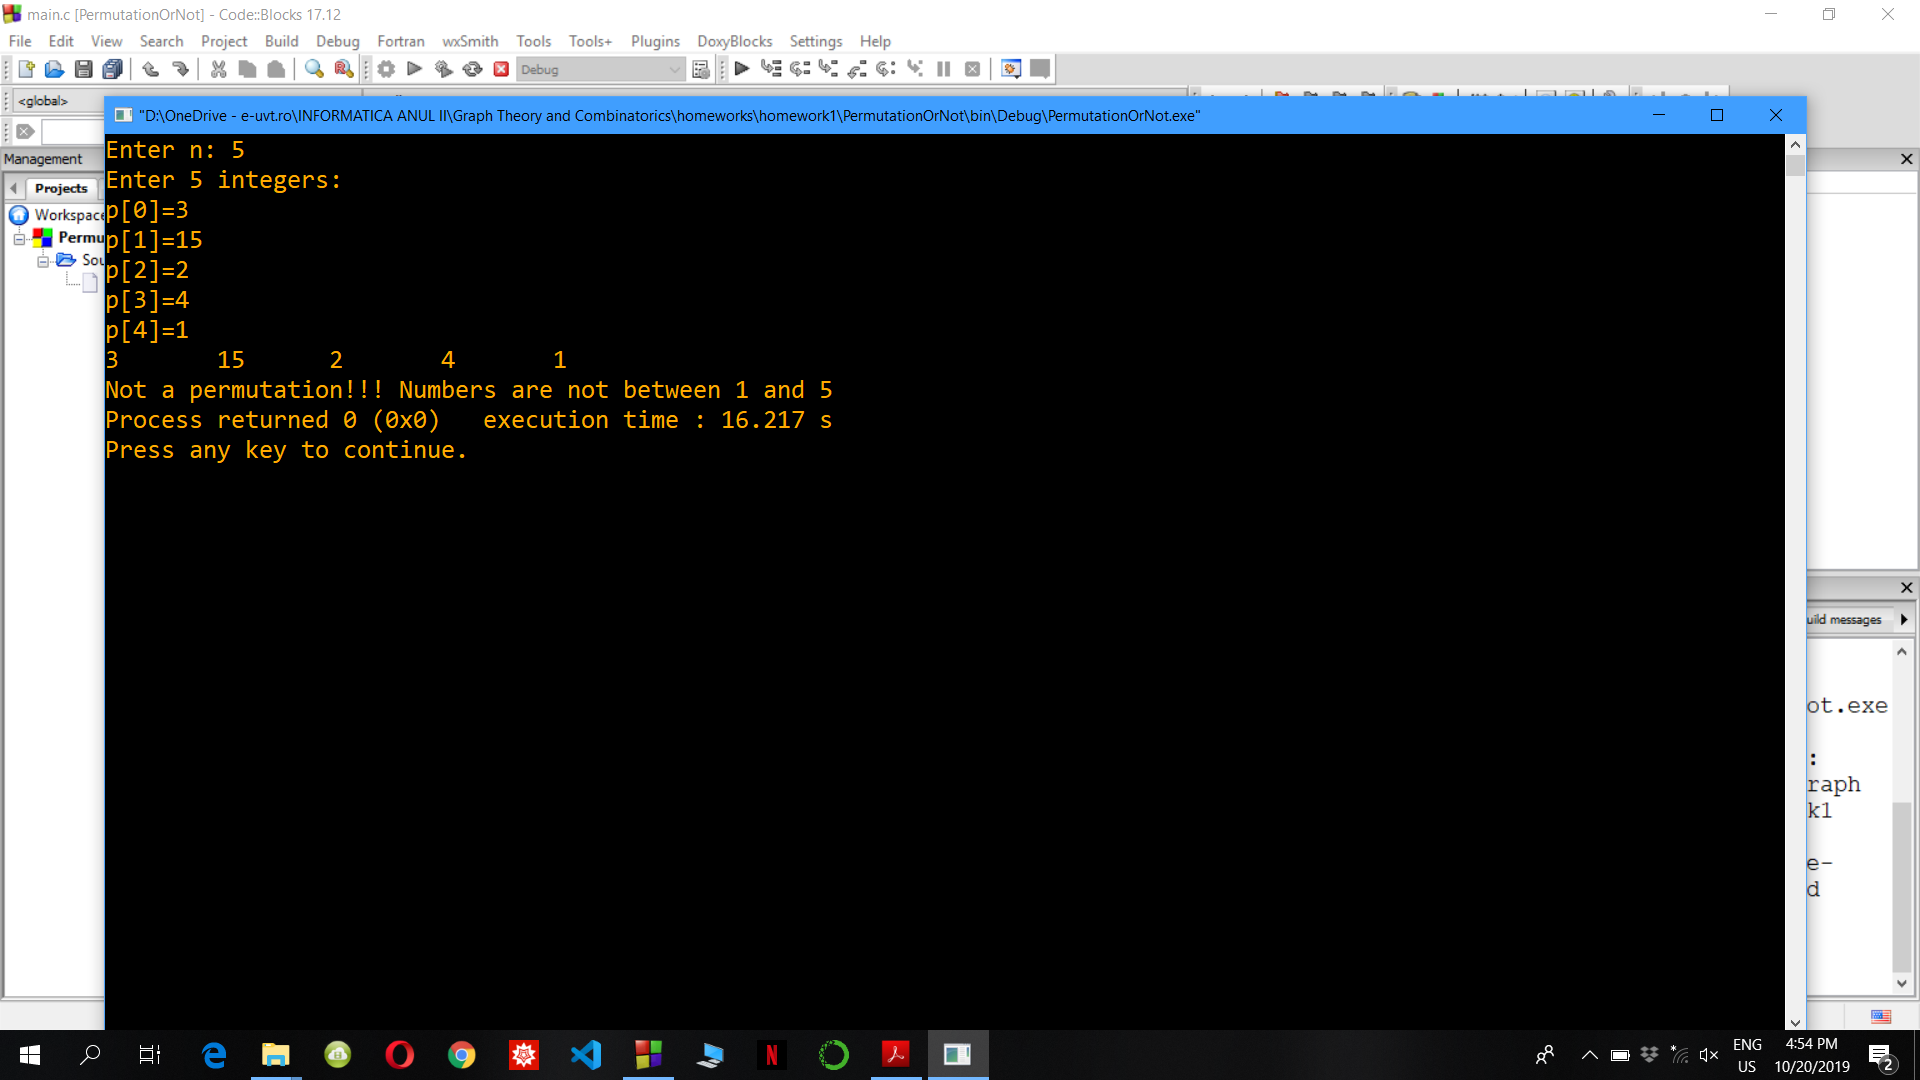 main.c [PermutationOrNot] - Code::Blocks 17.12
File Edit View Search Project Build Debug Fortran wxSmith Tools Tools+ Plugins DoxyBlocks Settings Help
Debug
<global>
"D:\OneDrive - e-uvt.ro\INFORMATICA ANUL II\Graph Theory and Combinatorics\homeworks\homework1\PermutationOrNot\bin\Debug\PermutationOrNot.exe"
Management
Projects
Workspace
Permu
Sou
Enter n: 5
Enter 5 integers:
p[0]=3
p[1]=15
p[2]=2
p[3]=4
p[4]=1
3 15 2 4 1
Not a permutation!!! Numbers are not between 1 and 5
Process returned 0 (0x0) execution time : 16.217 s
Press any key to continue.
uild messages
ot.exe
:
raph
k1
e-
d
ENG
US
4:54 PM
10/20/2019
2